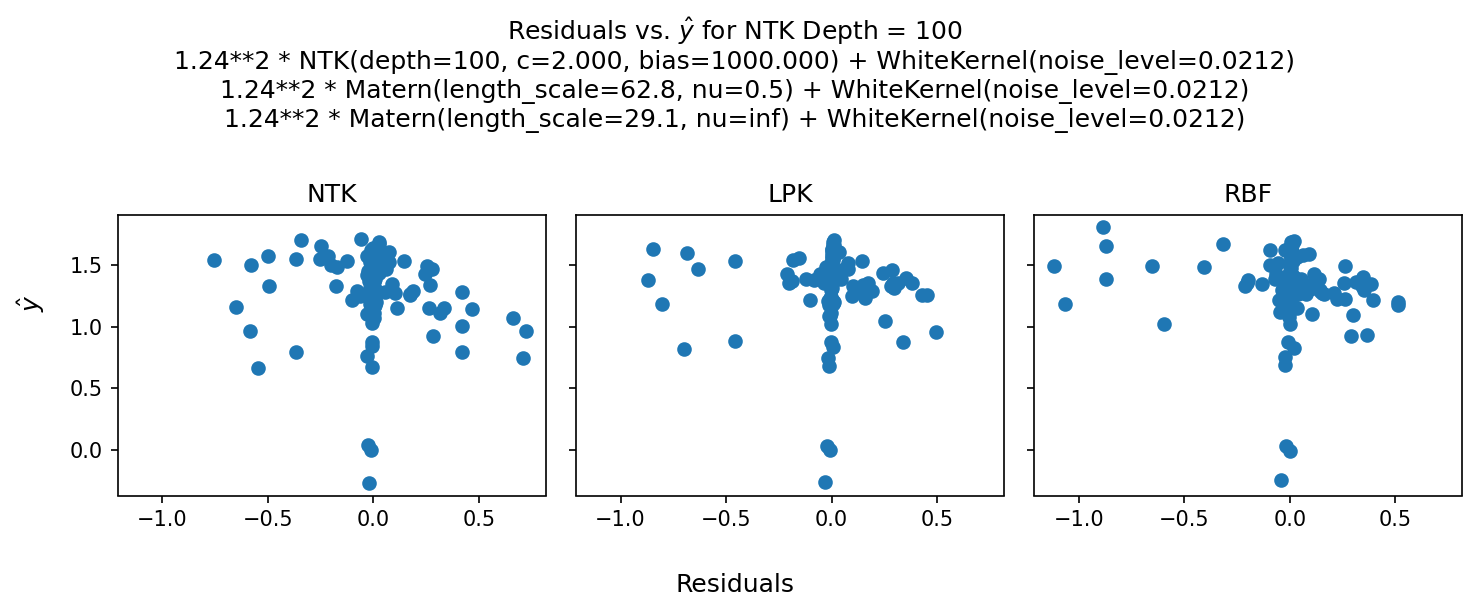 Residuals vs. ŷ for NTK Depth = 100
1.24**2 * NTK(depth=100, c=2.000, bias=1000.000) + WhiteKernel(noise_level=0.0212)
1.24**2 * Matern(length_scale=62.8, nu=0.5) + WhiteKernel(noise_level=0.0212)
1.24**2 * Matern(length_scale=29.1, nu=inf) + WhiteKernel(noise_level=0.0212)
NTK LPK RBF
ŷ
1.5
1.0
0.5
0.0
−1.0 −0.5 0.0 0.5 −1.0 −0.5 0.0 0.5 −1.0 −0.5 0.0 0.5
Residuals